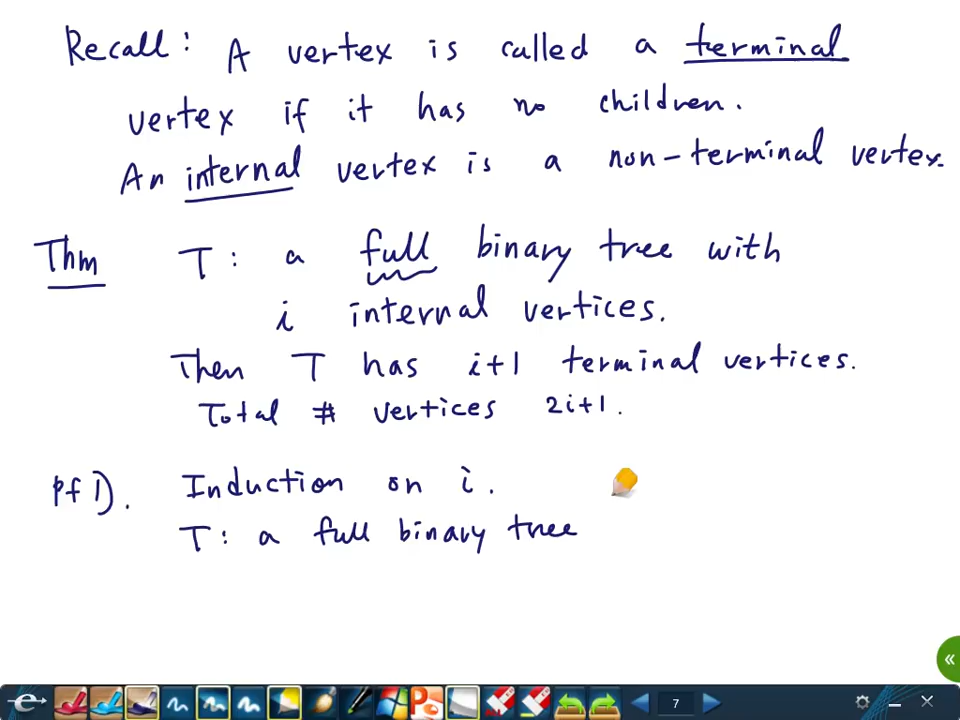 Recall: A vertex is called a terminal
vertex if it has no children.
An internal vertex is a non-terminal vertex.
Thm T: a full binary tree with
i internal vertices.
Then T has i+1 terminal vertices.
Total # vertices 2i+1.
Pf 1). Induction on i.
T: a full binary tree
«
7